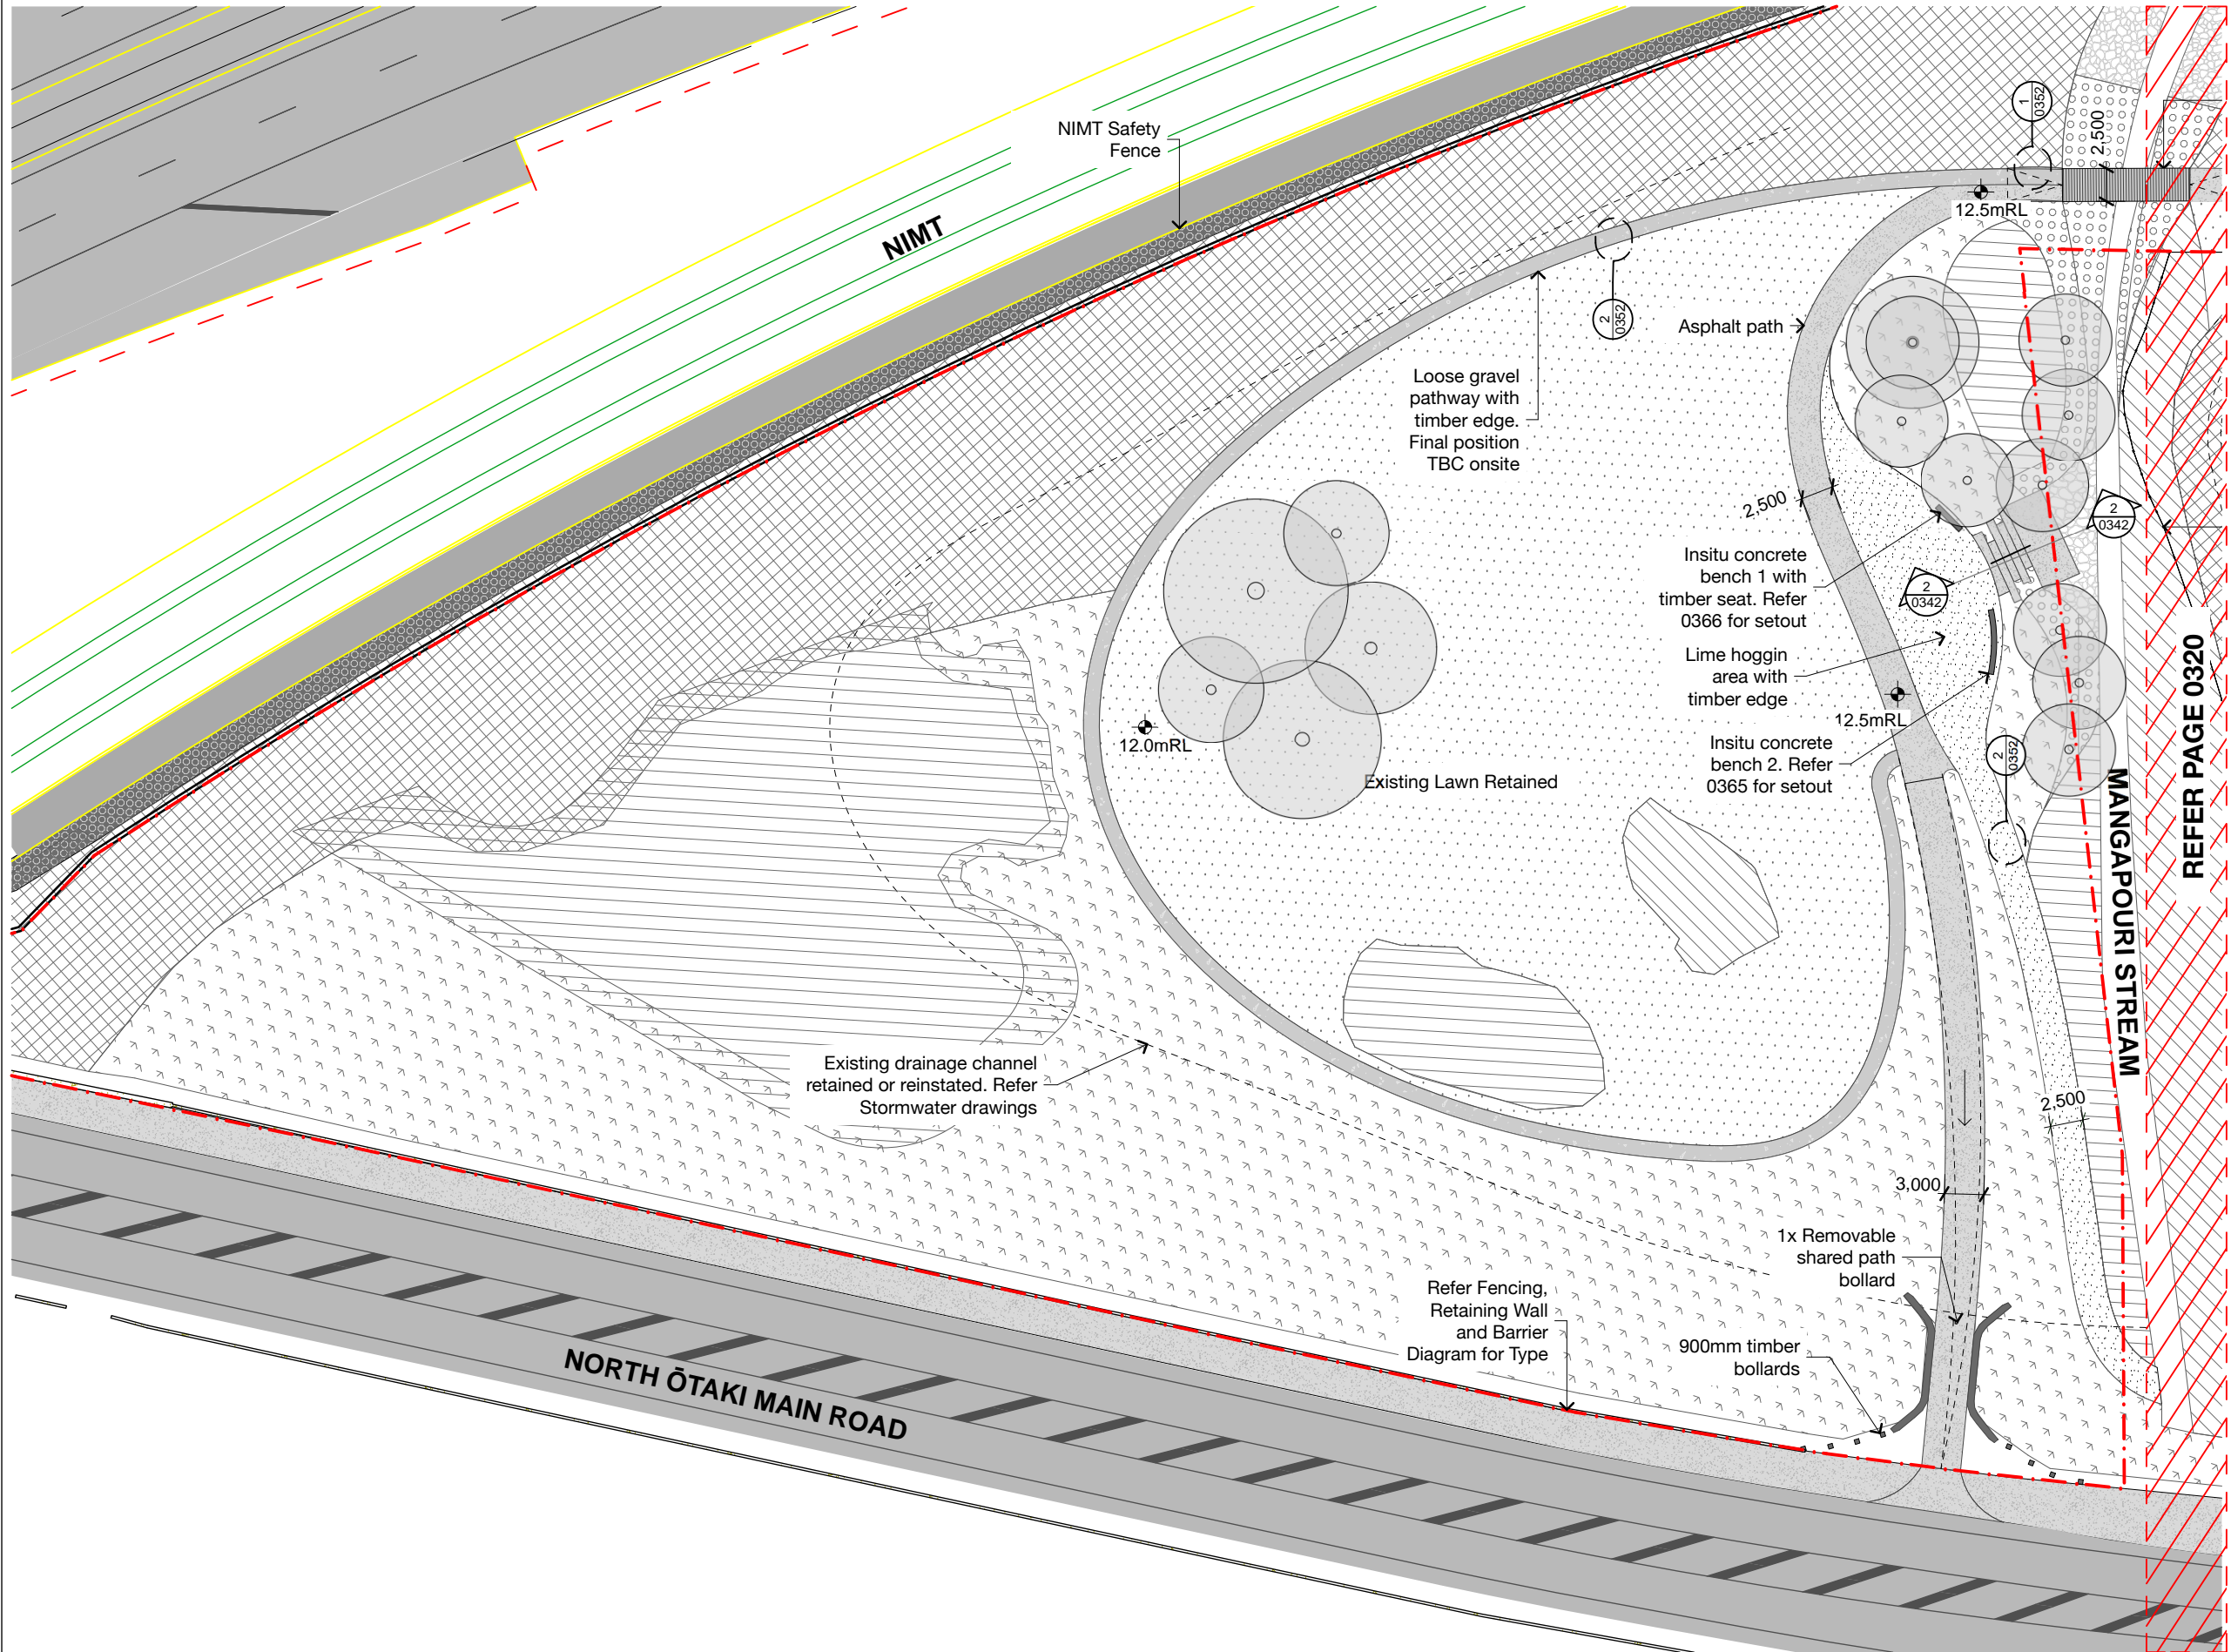 NIMT Safety
Fence
NIMT
1
0352
2,500
12.5mRL
2
0352
Asphalt path
Loose gravel
pathway with
timber edge.
Final position
TBC onsite
2,500
2
0342
Insitu concrete
bench 1 with
timber seat. Refer
0366 for setout
2
0342
Lime hoggin
area with
timber edge
12.5mRL
12.0mRL
Insitu concrete
bench 2. Refer
0365 for setout
2
0352
Existing Lawn Retained
REFER PAGE 0320
MANGAPOURI STREAM
Existing drainage channel
retained or reinstated. Refer
Stormwater drawings
2,500
3,000
1x Removable
shared path
bollard
Refer Fencing,
Retaining Wall
and Barrier
Diagram for Type
900mm timber
bollards
NORTH ŌTAKI MAIN ROAD